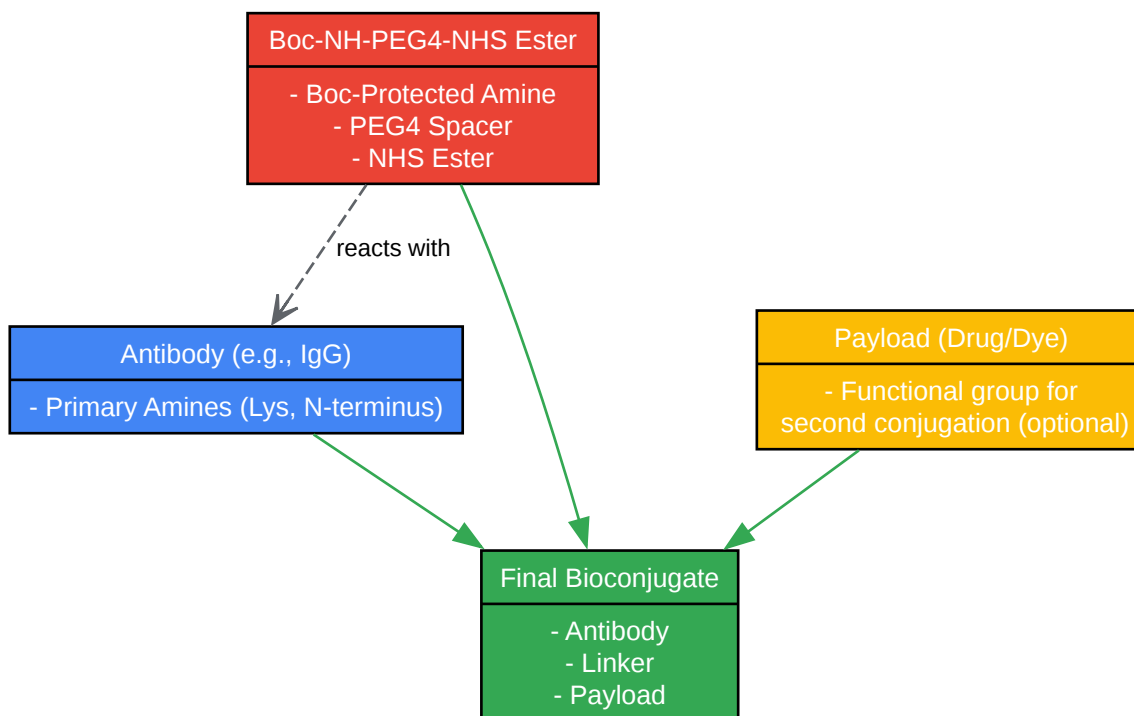 Boc-NH-PEG4-NHS Ester
- Boc-Protected Amine
- PEG4 Spacer
- NHS Ester
reacts with
Antibody (e.g., IgG)
- Primary Amines (Lys, N-terminus)
Payload (Drug/Dye)
- Functional group for
second conjugation (optional)
Final Bioconjugate
- Antibody
- Linker
- Payload